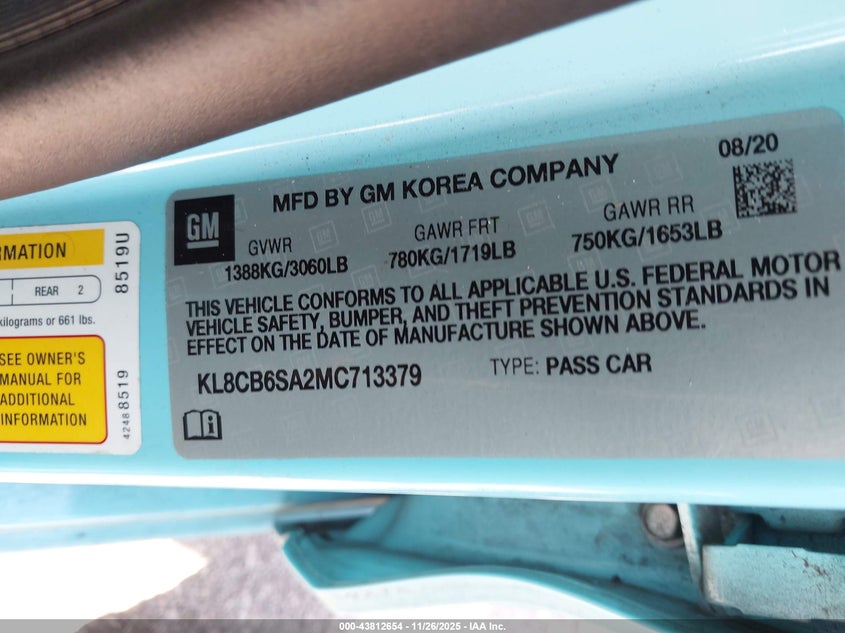 08/20
MFD BY GM KOREA COMPANY
GM
GVWR
1388KG/3060LB
GAWR FRT
780KG/1719LB
GAWR RR
750KG/1653LB
THIS VEHICLE CONFORMS TO ALL APPLICABLE U.S. FEDERAL MOTOR
VEHICLE SAFETY, BUMPER, AND THEFT PREVENTION STANDARDS IN
EFFECT ON THE DATE OF MANUFACTURE SHOWN ABOVE.
KL8CB6SA2MC713379
TYPE: PASS CAR
REAR 2
kilograms or 661 lbs.
SEE OWNER'S
MANUAL FOR
ADDITIONAL
INFORMATION
8519U
42488519
000-43812654 - 11/26/2025 - IAA Inc.